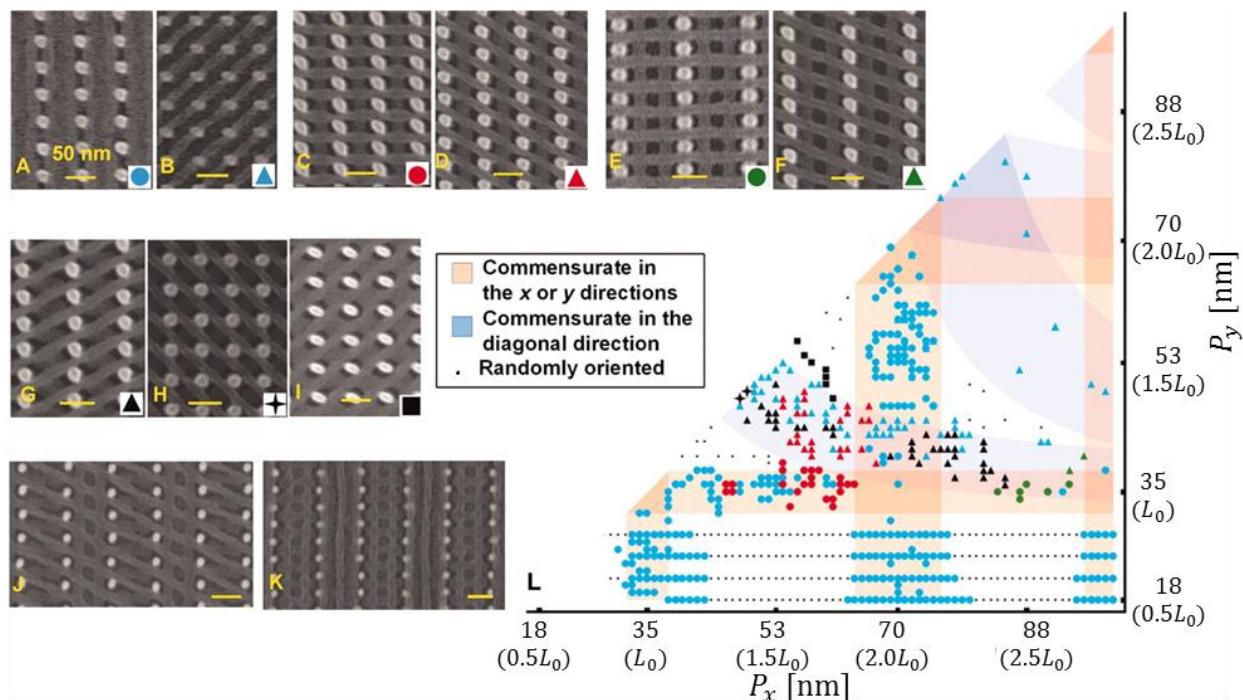 A
50 nm
B
C
D
E
F
G
H
I
J
K
L
Commensurate in
the x or y directions
Commensurate in the
diagonal direction
Randomly oriented
88
(2.5L₀)
70
(2.0L₀)
53
(1.5L₀)
35
(L₀)
18
(0.5L₀)
P_y [nm]
18
(0.5L₀)
35
(L₀)
53
(1.5L₀)
70
(2.0L₀)
88
(2.5L₀)
P_x [nm]